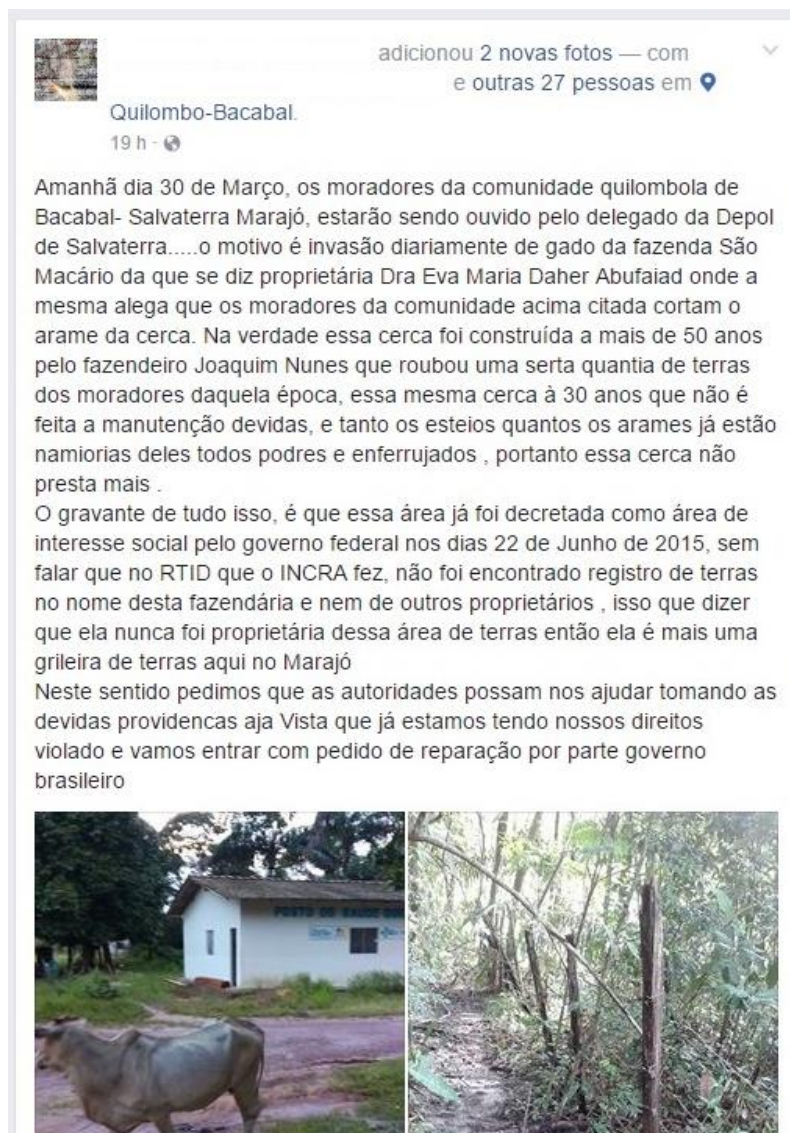 adicionou 2 novas fotos — com
e outras 27 pessoas em
Quilombo-Bacabal.
19 h ·
Amanhã dia 30 de Março, os moradores da comunidade quilombola de
Bacabal- Salvaterra Marajó, estarão sendo ouvido pelo delegado da Depol
de Salvaterra.....o motivo é invasão diariamente de gado da fazenda São
Macário da que se diz proprietária Dra Eva Maria Daher Abufaiad onde a
mesma alega que os moradores da comunidade acima citada cortam o
arame da cerca. Na verdade essa cerca foi construída a mais de 50 anos
pelo fazendeiro Joaquim Nunes que roubou uma serta quantia de terras
dos moradores daquela época, essa mesma cerca à 30 anos que não é
feita a manutenção devidas, e tanto os esteios quantos os arames já estão
namiorias deles todos podres e enferrujados , portanto essa cerca não
presta mais .
O gravante de tudo isso, é que essa área já foi decretada como área de
interesse social pelo governo federal nos dias 22 de Junho de 2015, sem
falar que no RTID que o INCRA fez, não foi encontrado registro de terras
no nome desta fazendária e nem de outros proprietários , isso que dizer
que ela nunca foi proprietária dessa área de terras então ela é mais uma
grileira de terras aqui no Marajó
Neste sentido pedimos que as autoridades possam nos ajudar tomando as
devidas providencas aja Vista que já estamos tendo nossos direitos
violado e vamos entrar com pedido de reparação por parte governo
brasileiro
POSTO DE SAÚDE